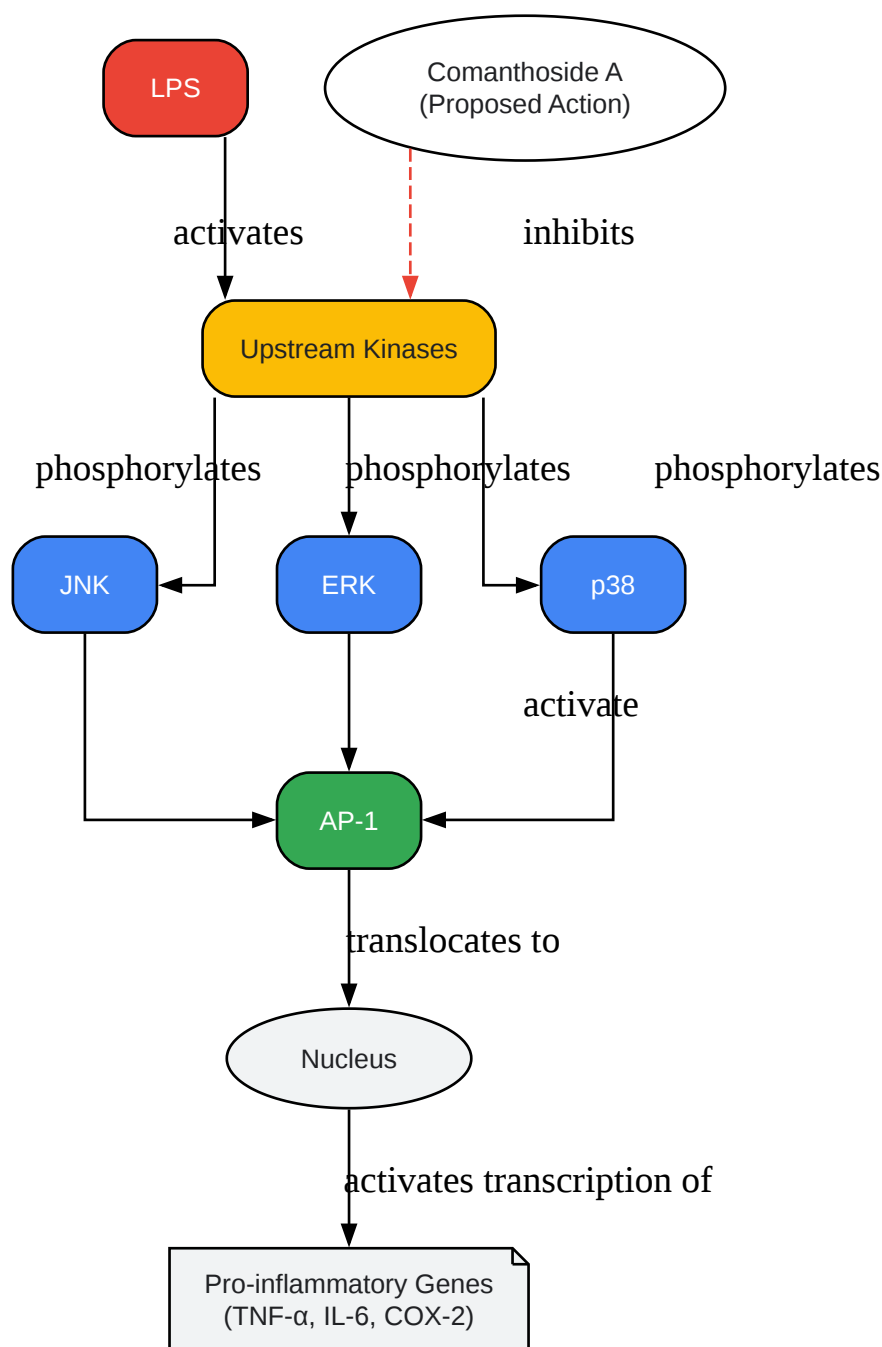 LPS
Comanthoside A
(Proposed Action)
activates
inhibits
Upstream Kinases
phosphorylates
phosphorylates
phosphorylates
JNK
ERK
p38
activate
AP-1
translocates to
Nucleus
activates transcription of
Pro-inflammatory Genes
(TNF-α, IL-6, COX-2)